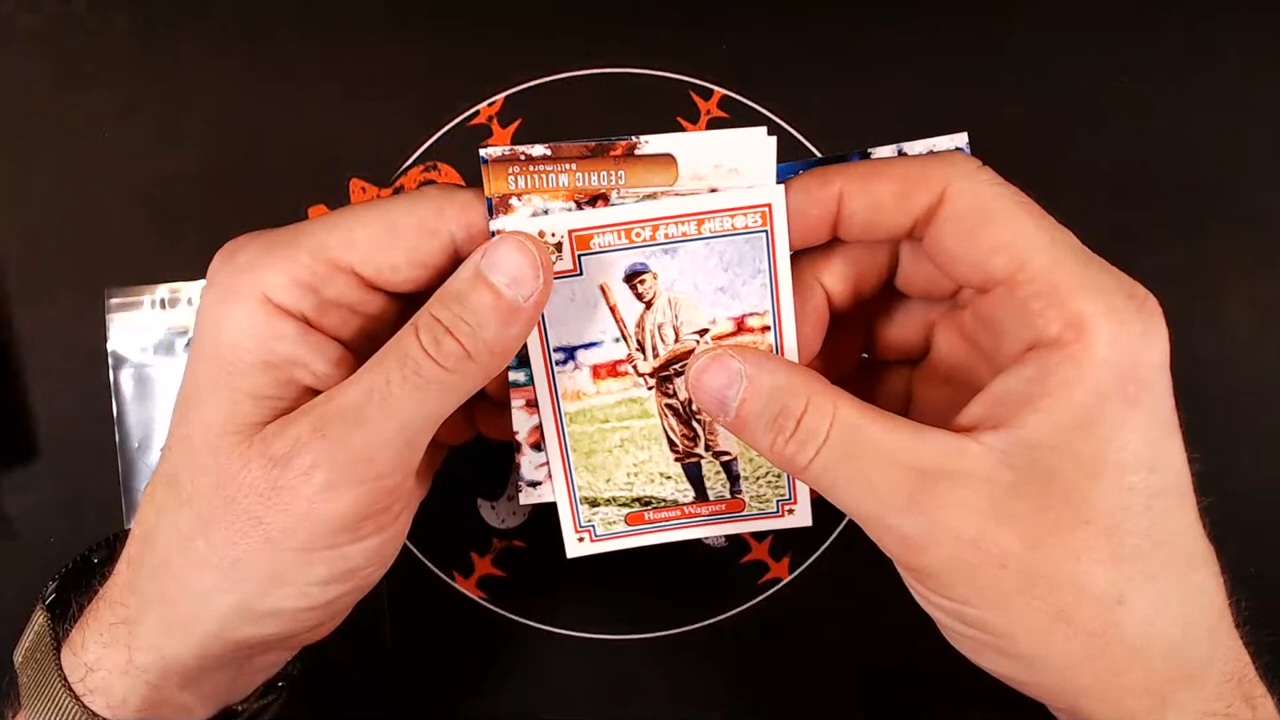 CEDRIC MULLINS
Baltimore - OF
HALL OF FAME HEROES
Honus Wagner